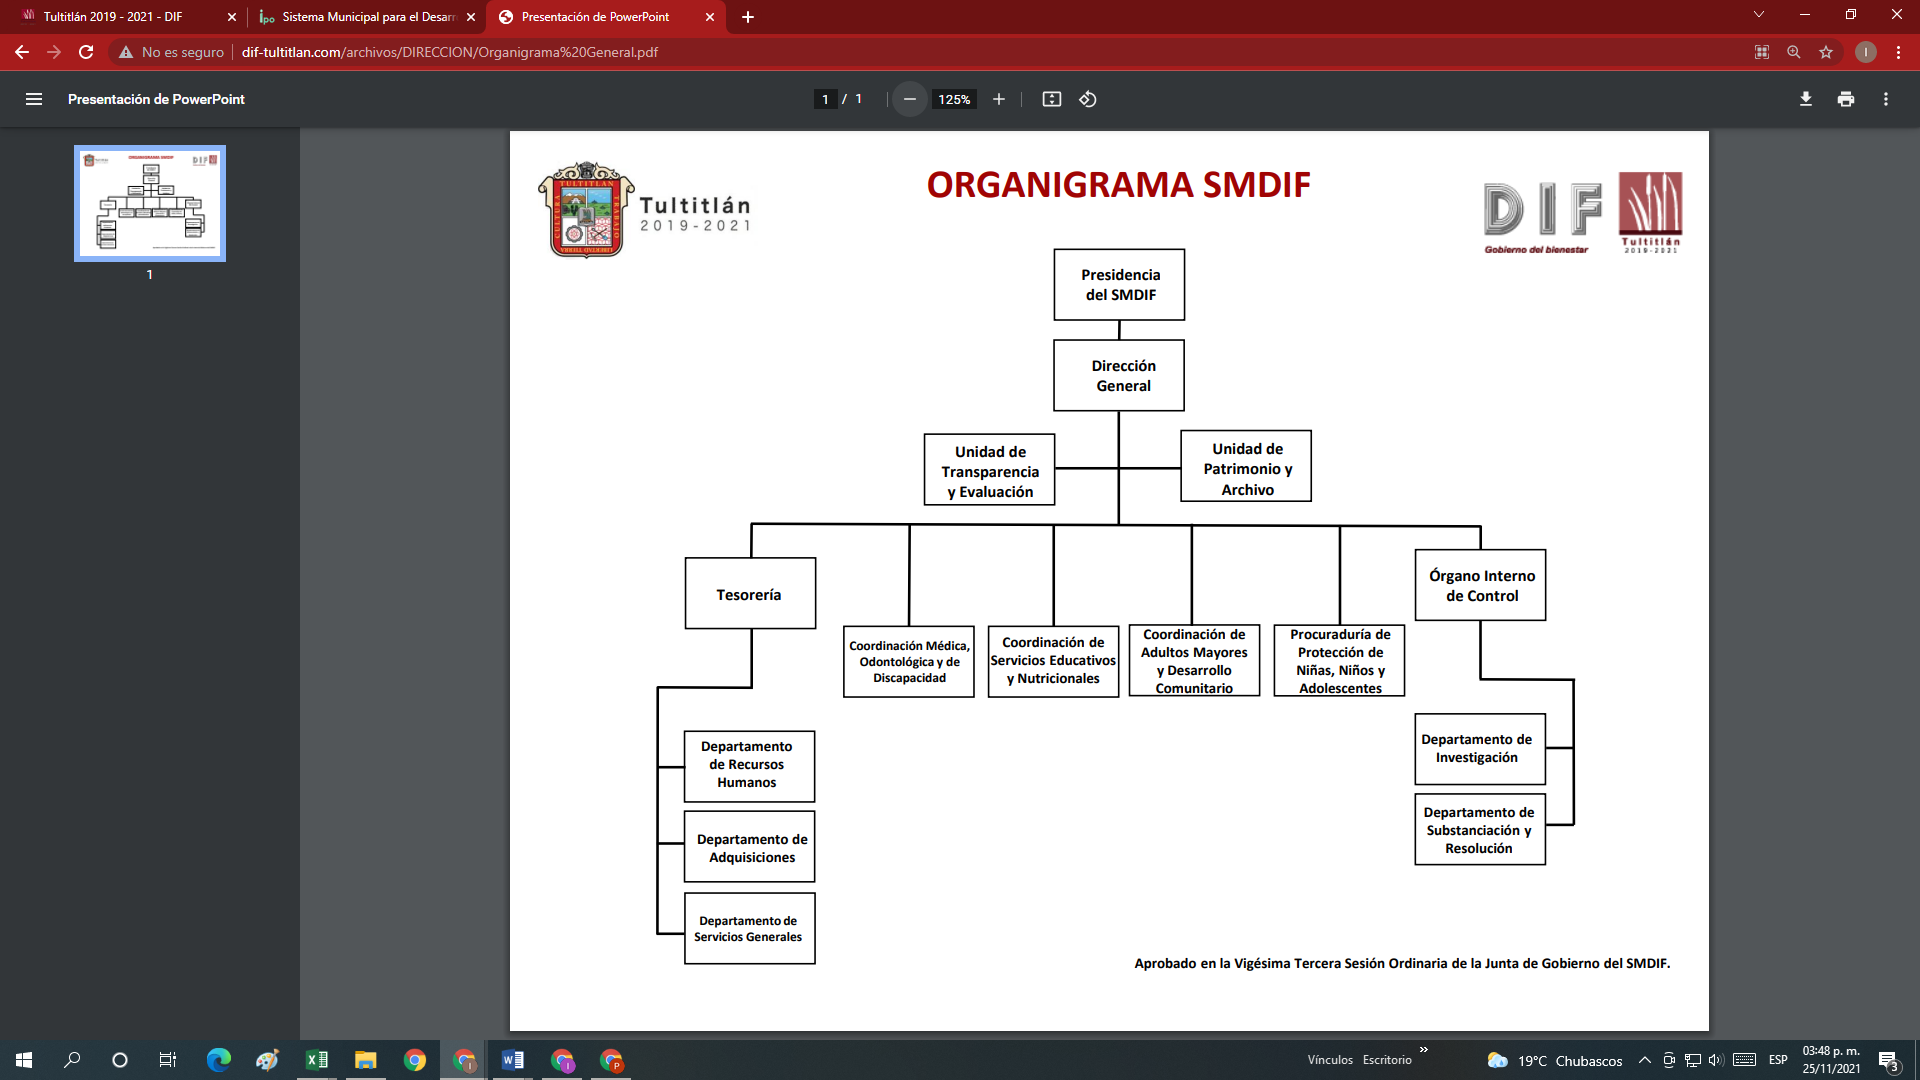 Tultitlán 2019 - 2021 - DIF
Sistema Municipal para el Desarr
Presentación de PowerPoint
No es seguro
dif-tultitlan.com/archivos/DIRECCION/Organigrama%20General.pdf
I
Presentación de PowerPoint
1 / 1
125%
1
TULTITLAN
CULTURA
Tultitlán
2019-2021
ORGANIGRAMA SMDIF
DIF
Gobierno del bienestar
Tultitlán
2019-2021
Presidencia
del SMDIF
Dirección
General
Unidad de
Transparencia
y Evaluación
Unidad de
Patrimonio y
Archivo
Tesorería
Coordinación Médica,
Odontológica y de
Discapacidad
Coordinación de
Servicios Educativos
y Nutricionales
Coordinación de
Adultos Mayores
y Desarrollo
Comunitario
Procuraduría de
Protección de
Niñas, Niños y
Adolescentes
Órgano Interno
de Control
Departamento
de Recursos
Humanos
Departamento de
Adquisiciones
Departamento de
Servicios Generales
Departamento de
Investigación
Departamento de
Substanciación y
Resolución
Aprobado en la Vigésima Tercera Sesión Ordinaria de la Junta de Gobierno del SMDIF.
Vínculos Escritorio »
19°C Chubascos
ESP
03:48 p. m.
25/11/2021
3